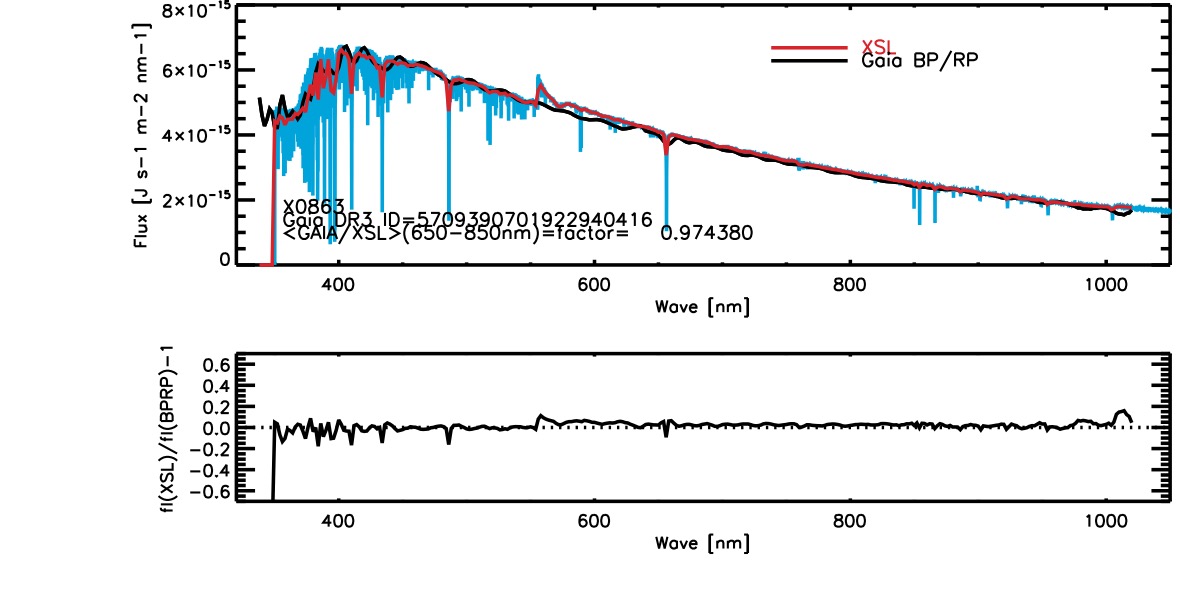 8×10⁻¹⁵
6×10⁻¹⁵
4×10⁻¹⁵
2×10⁻¹⁵
0
Flux [J s−1 m−2 nm−1]
XSL
Gaia BP/RP
X0863
Gaia DR3 ID=5709390701922940416
<GAIA/XSL>(650−850nm)=factor= 0.974380
400 600 800 1000
Wave [nm]
0.6
0.4
0.2
0.0
−0.2
−0.4
−0.6
fl(XSL)/fl(BPRP)−1
400 600 800 1000
Wave [nm]